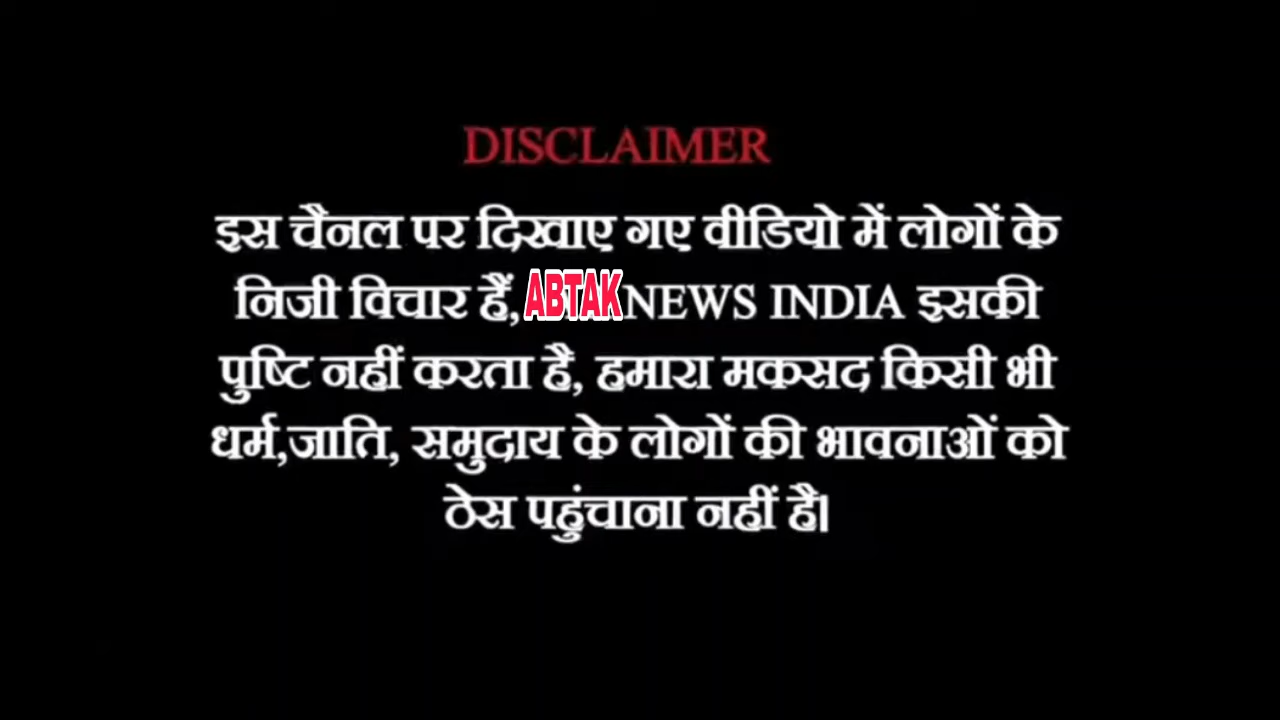 DISCLAIMER
इस चैनल पर दिखाए गए वीडियो में लोगों के
निजी विचार हैं, ABTAK NEWS INDIA इसकी
पुष्टि नहीं करता है, हमारा मकसद किसी भी
धर्म,जाति, समुदाय के लोगों की भावनाओं को
ठेस पहुंचाना नहीं है।